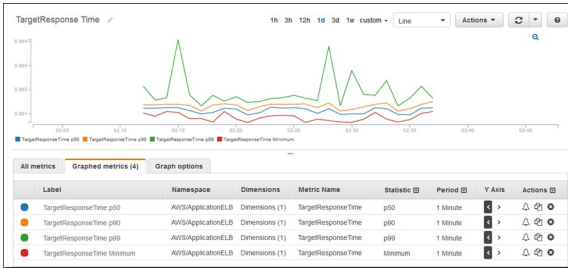 TargetResponse Time
1h 3h 12h 1d 3d 1w custom Line Actions
0.004
0.003
0.002
0.001
02:05 02:10 02:15 02:20 02:25 02:30 02:35 02:40 02:45
TargetResponseTime p50 TargetResponseTime p90 TargetResponseTime p99 TargetResponseTime Minimum
All metrics Graphed metrics (4) Graph options
Label Namespace Dimensions Metric Name Statistic Period Y Axis Actions
TargetResponseTime p50 AWS/ApplicationELB Dimensions (1) TargetResponseTime p50 1 Minute < >
TargetResponseTime p90 AWS/ApplicationELB Dimensions (1) TargetResponseTime p90 1 Minute < >
TargetResponseTime p99 AWS/ApplicationELB Dimensions (1) TargetResponseTime p99 1 Minute < >
TargetResponseTime Minimum AWS/ApplicationELB Dimensions (1) TargetResponseTime Minimum 1 Minute < >